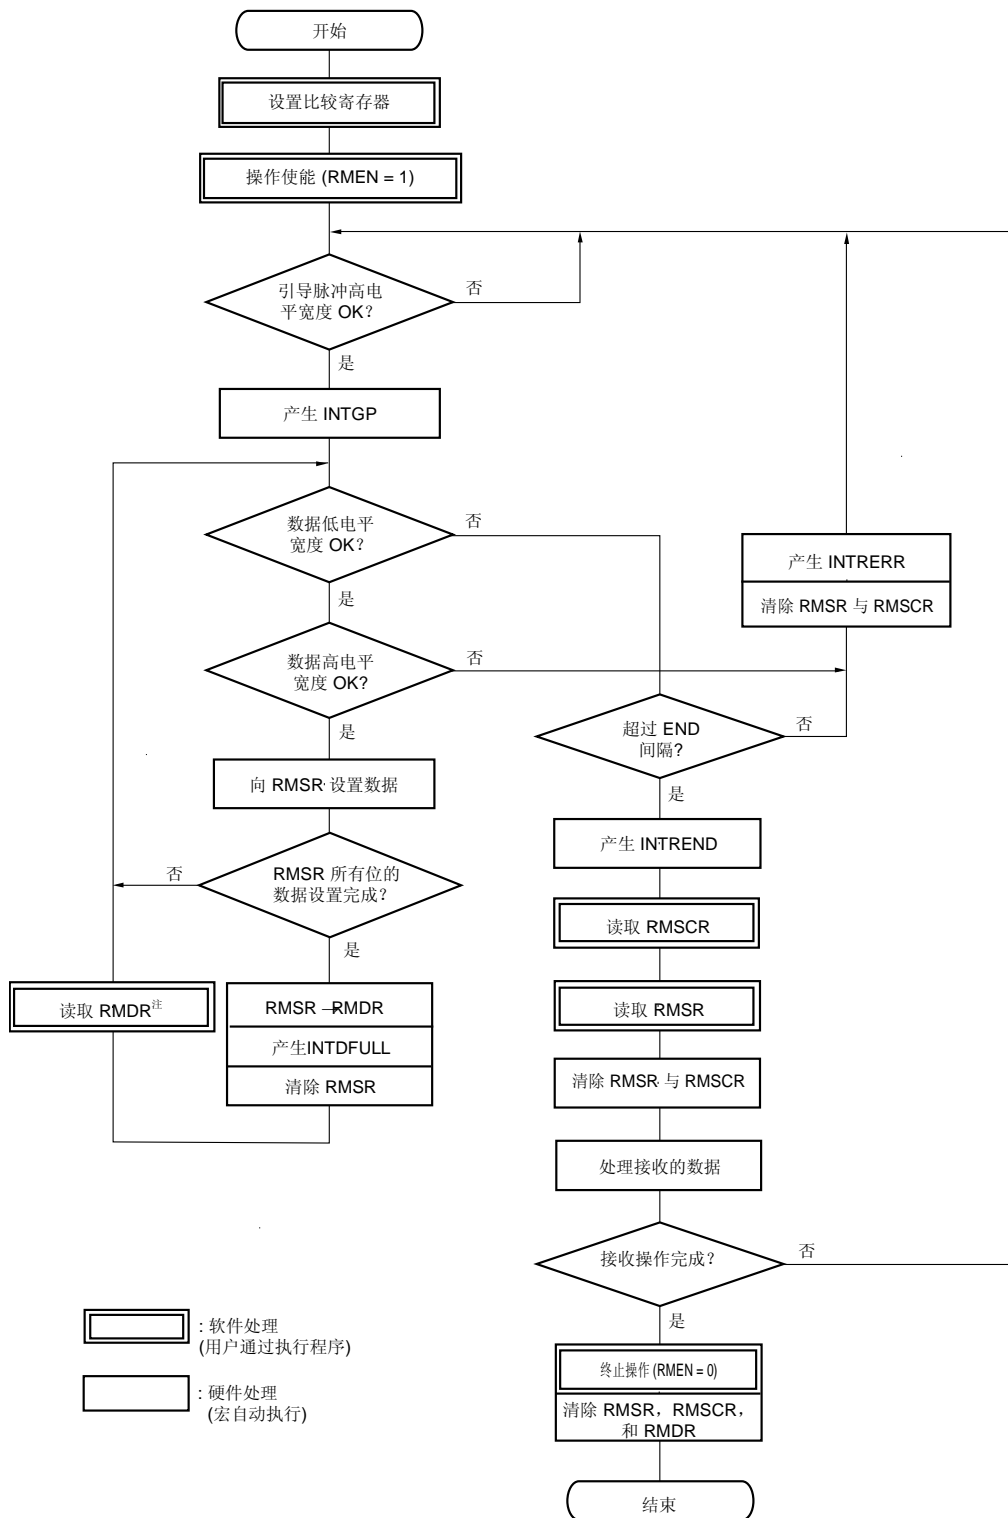 开始
设置比较寄存器
操作使能 (RMEN = 1)
引导脉冲高电
平宽度 OK?
否
是
产生 INTGP
数据低电平
宽度 OK?
否
是
数据高电平
宽度 OK?
否
是
向 RMSR 设置数据
RMSR 所有位的
数据设置完成？
否
是
读取 RMDR注
RMSR → RMDR
产生INTDFULL
清除 RMSR
产生 INTRERR
清除 RMSR 与 RMSCR
超过 END
间隔?
否
是
产生 INTREND
读取 RMSCR
读取 RMSR
清除 RMSR 与 RMSCR
处理接收的数据
接收操作完成？
否
是
终止操作 (RMEN = 0)
清除 RMSR，RMSCR，
和 RMDR
结束
: 软件处理
(用户通过执行程序)
: 硬件处理
(宏自动执行)